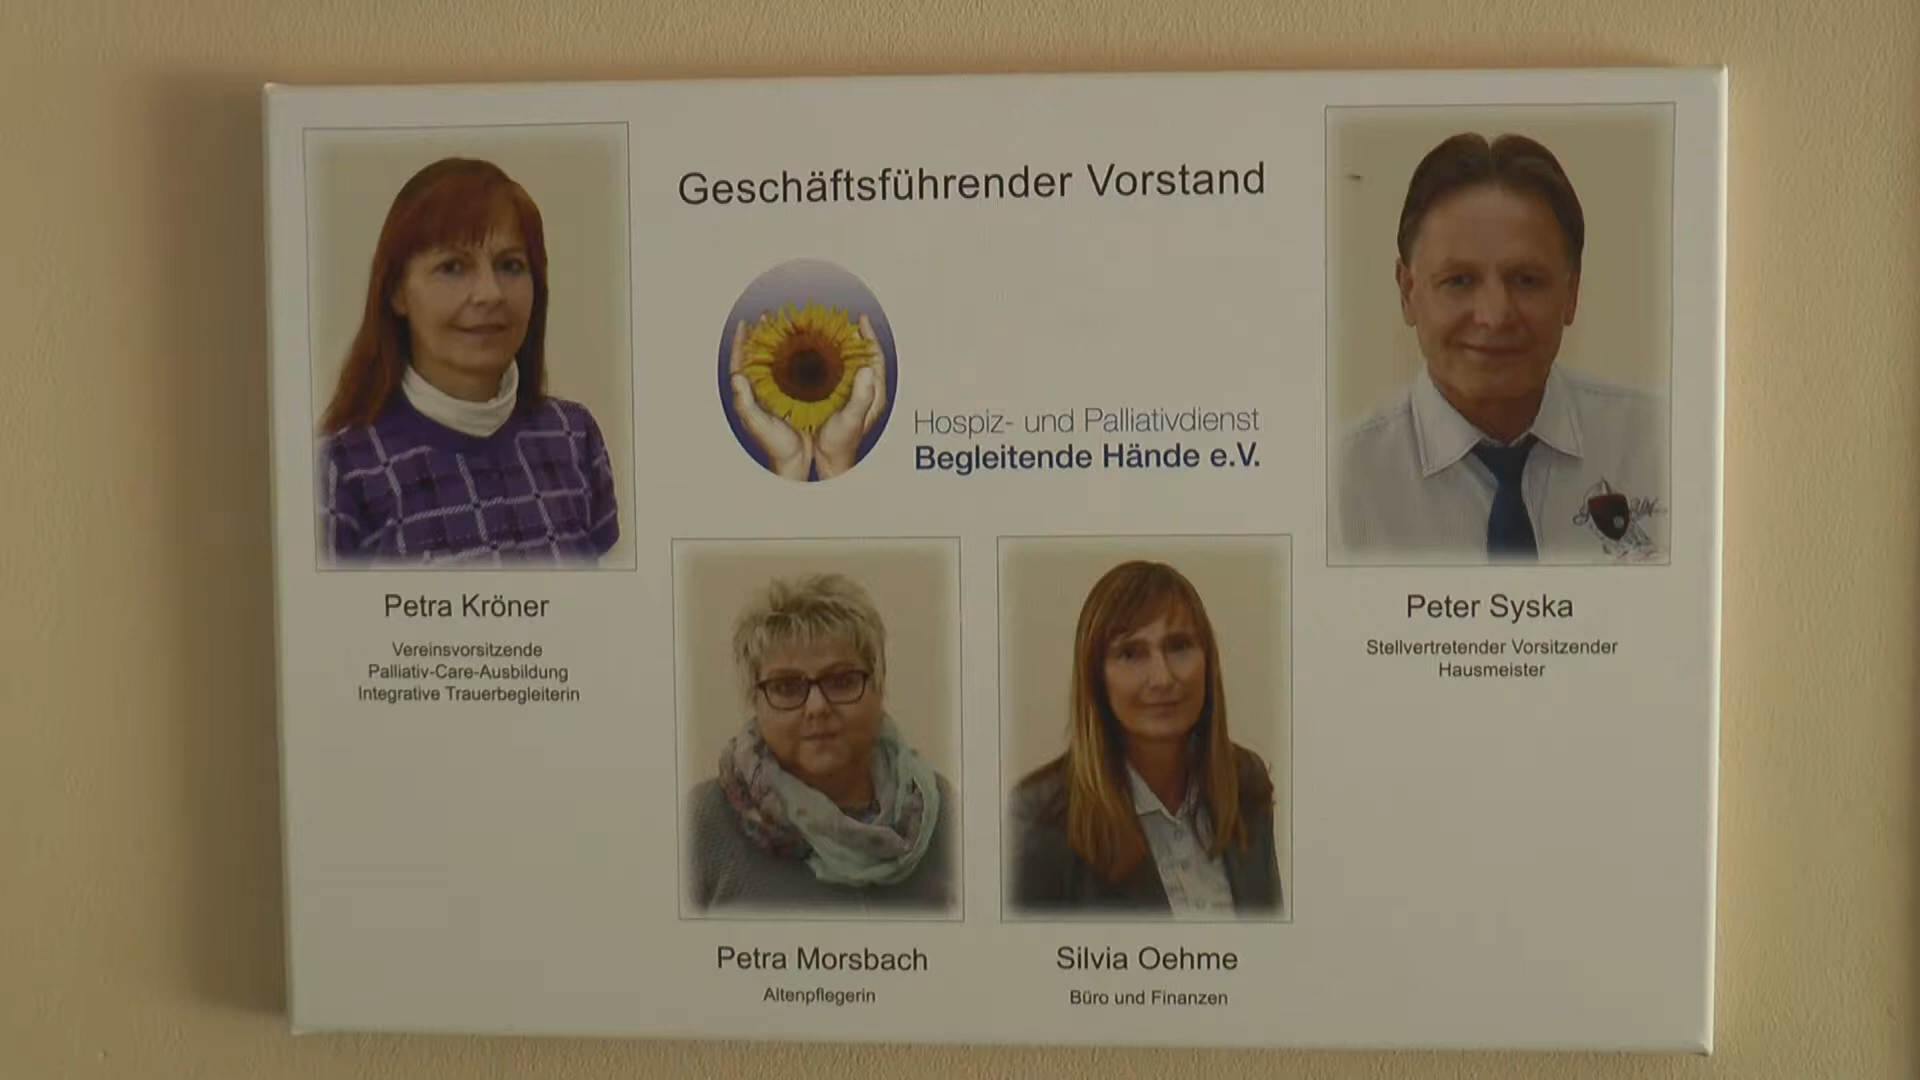 Geschäftsführender Vorstand
Hospiz- und Palliativdienst
Begleitende Hände e.V.
Petra Kröner
Vereinsvorsitzende
Palliativ-Care-Ausbildung
Integrative Trauerbegleiterin
Peter Syska
Stellvertretender Vorsitzender
Hausmeister
Petra Morsbach
Altenpflegerin
Silvia Oehme
Büro und Finanzen